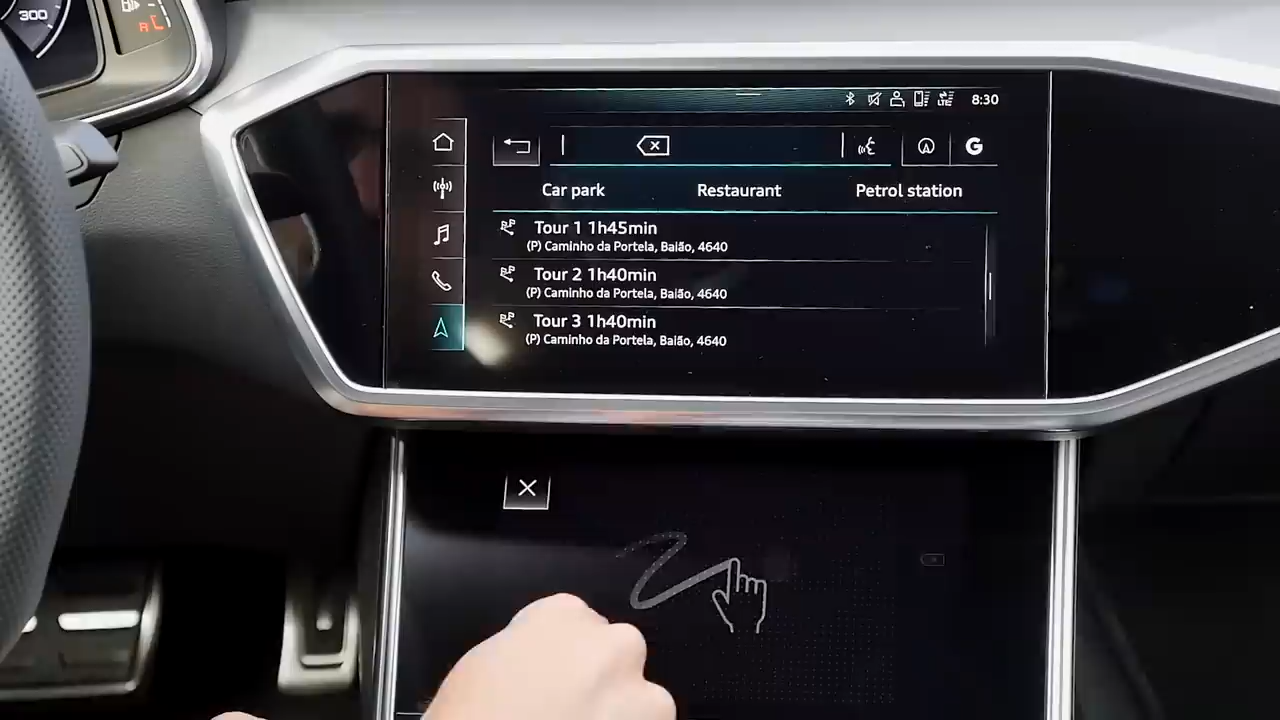 300
8:30
G
Car park Restaurant Petrol station
Tour 1 1h45min
(P) Caminho da Portela, Baião, 4640
Tour 2 1h40min
(P) Caminho da Portela, Baião, 4640
Tour 3 1h40min
(P) Caminho da Portela, Baião, 4640